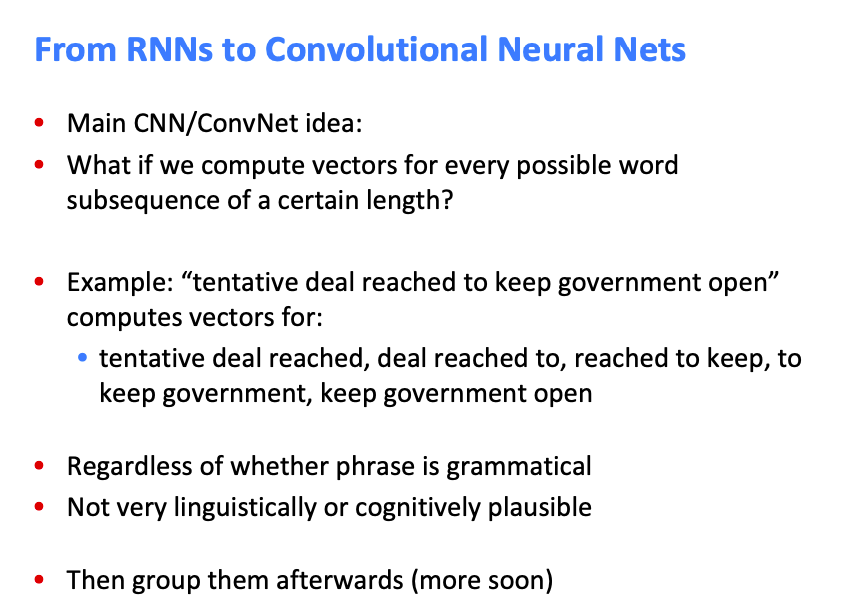 From RNNs to Convolutional Neural Nets
• Main CNN/ConvNet idea:
• What if we compute vectors for every possible word
subsequence of a certain length?
• Example: “tentative deal reached to keep government open”
computes vectors for:
• tentative deal reached, deal reached to, reached to keep, to
keep government, keep government open
• Regardless of whether phrase is grammatical
• Not very linguistically or cognitively plausible
• Then group them afterwards (more soon)